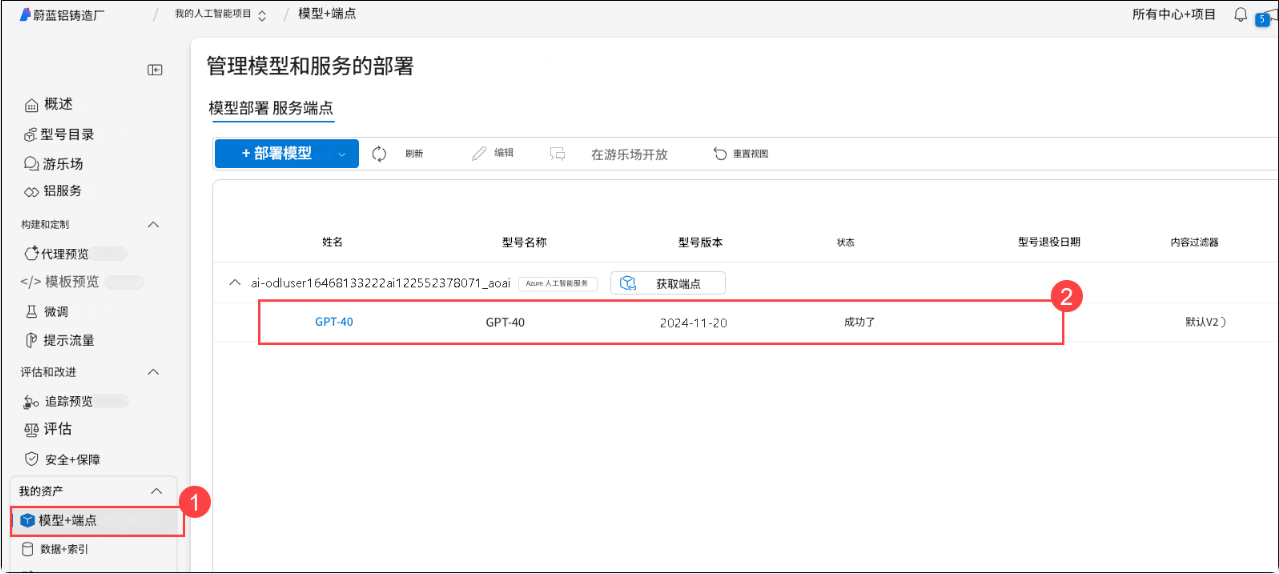 蔚蓝铝铸造厂 / 我的人工智能项目 / 模型+端点 所有中心+项目 5
管理模型和服务的部署
概述
模型部署 服务端点
型号目录
+ 部署模型 刷新 编辑 在游乐场开放 重置视图
游乐场
铝服务
构建和定制
姓名 型号名称 型号版本 状态 型号退役日期 内容过滤器
代理预览
</> 模板预览
ai-odluser16468133222ai122552378071_aoai Azure 人工智能服务 获取端点
2
微调
GPT-40 GPT-40 2024-11-20 成功了 默认V2 )
提示流量
评估和改进
追踪预览
评估
安全+保障
我的资产
1
模型+端点
数据+索引